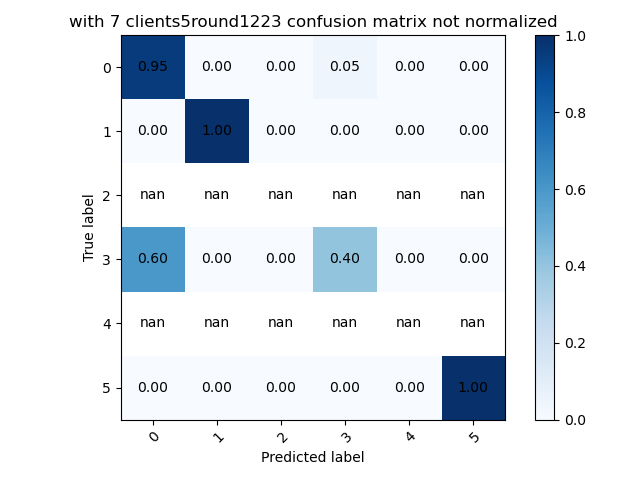 with 7 clients5round1223 confusion matrix not normalized
0 0.95 0.00 0.00 0.05 0.00 0.00
1 0.00 1.00 0.00 0.00 0.00 0.00
2 nan nan nan nan nan nan
3 0.60 0.00 0.00 0.40 0.00 0.00
4 nan nan nan nan nan nan
5 0.00 0.00 0.00 0.00 0.00 1.00
0 1 2 3 4 5
True label
Predicted label
1.0
0.8
0.6
0.4
0.2
0.0